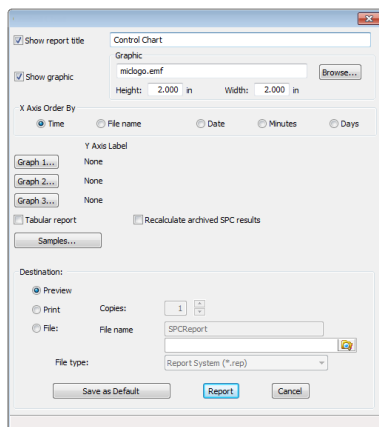 Show report title Control Chart
Graphic
Show graphic miclogo.emf Browse...
Height: 2.000 in Width: 2.000 in
X Axis Order By
Time File name Date Minutes Days
Y Axis Label
Graph 1... None
Graph 2... None
Graph 3... None
Tabular report Recalculate archived SPC results
Samples...
Destination:
Preview
Print Copies: 1
File: File name SPCReport
File type: Report System (*.rep)
Save as Default Report Cancel